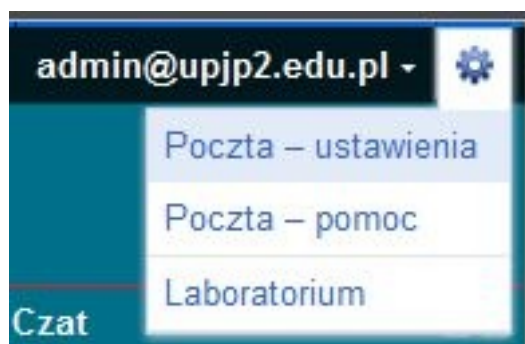 admin@upjp2.edu.pl
Poczta – ustawienia
Poczta – pomoc
Laboratorium
Czat